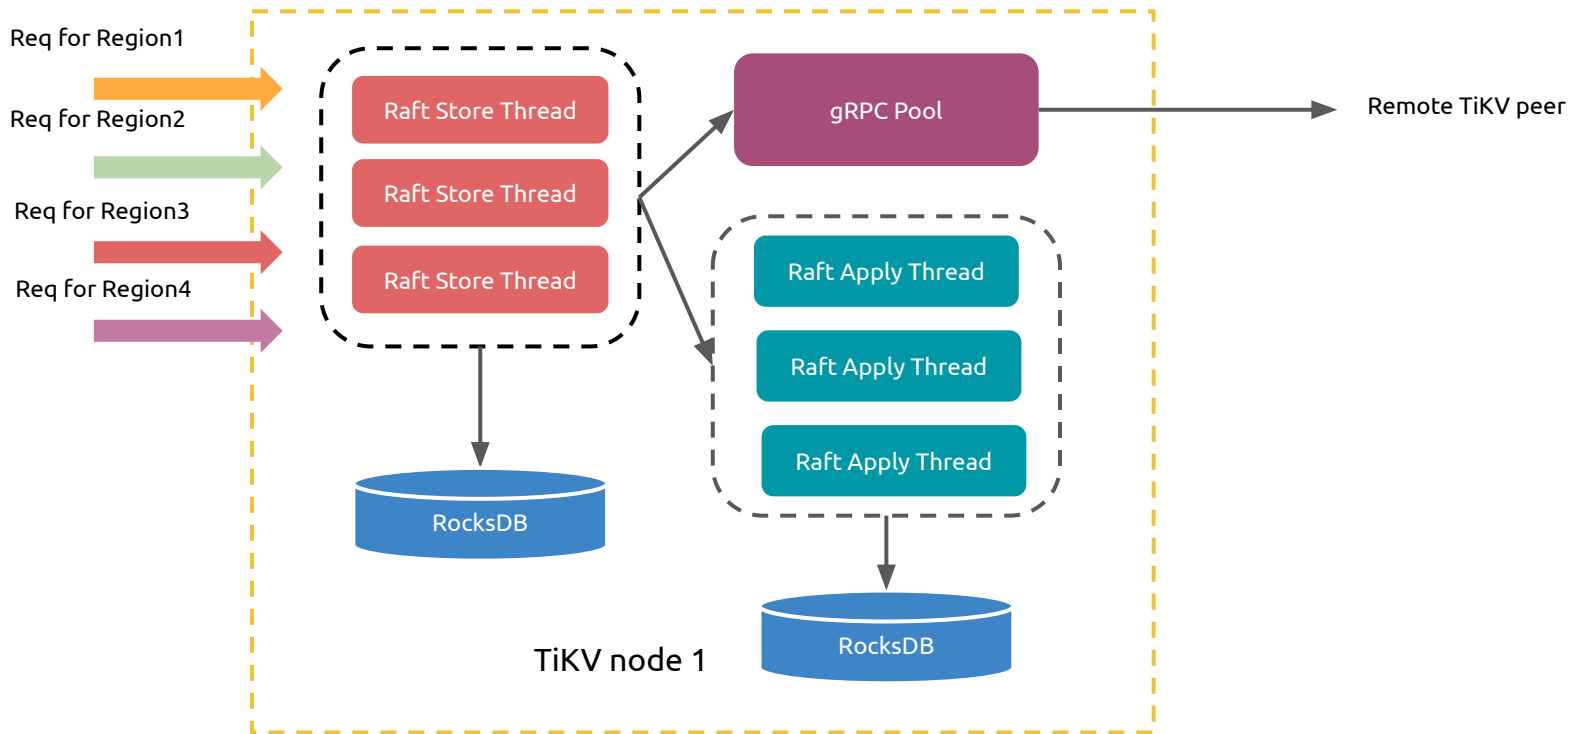 Req for Region1
Req for Region2
Req for Region3
Req for Region4
Raft Store Thread
Raft Store Thread
Raft Store Thread
RocksDB
gRPC Pool
Remote TiKV peer
Raft Apply Thread
Raft Apply Thread
Raft Apply Thread
RocksDB
TiKV node 1